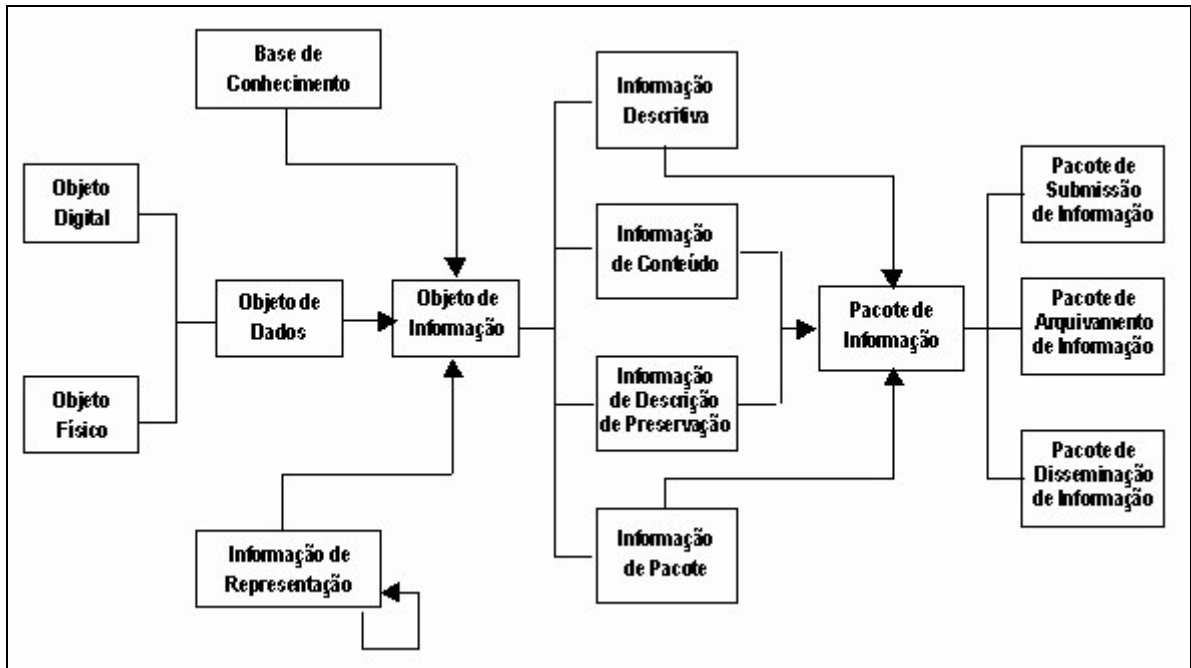 Base de
Conhecimento
Objeto
Digital
Objeto
Físico
Objeto de
Dados
Objeto de
Informação
Informação de
Representação
Informação
Descritiva
Informação
de Conteúdo
Informação
de Descrição
de Preservação
Informação
de Pacote
Pacote de
Informação
Pacote de
Submissão
de Informação
Pacote de
Arquivamento
de Informação
Pacote de
Disseminação
de Informação